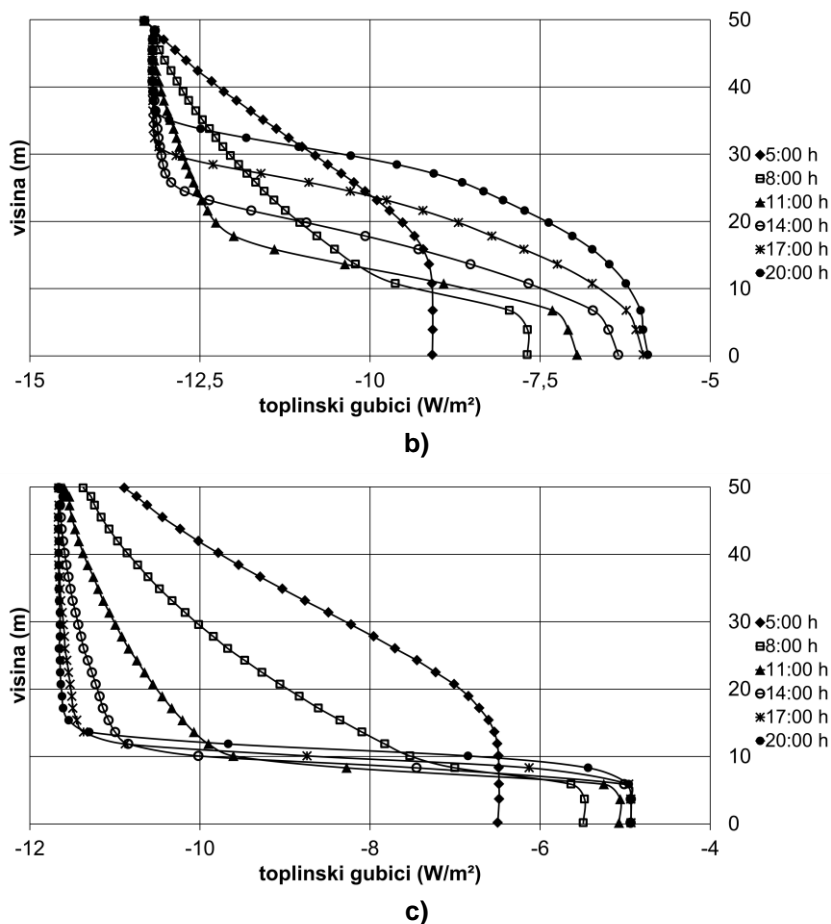 50
40
30
20
10
0
visina (m)
-15
-12,5
-10
-7,5
-5
toplinski gubici (W/m²)
5:00 h
8:00 h
11:00 h
14:00 h
17:00 h
20:00 h
b)
50
40
30
20
10
0
visina (m)
-12
-10
-8
-6
-4
toplinski gubici (W/m²)
5:00 h
8:00 h
11:00 h
14:00 h
17:00 h
20:00 h
c)